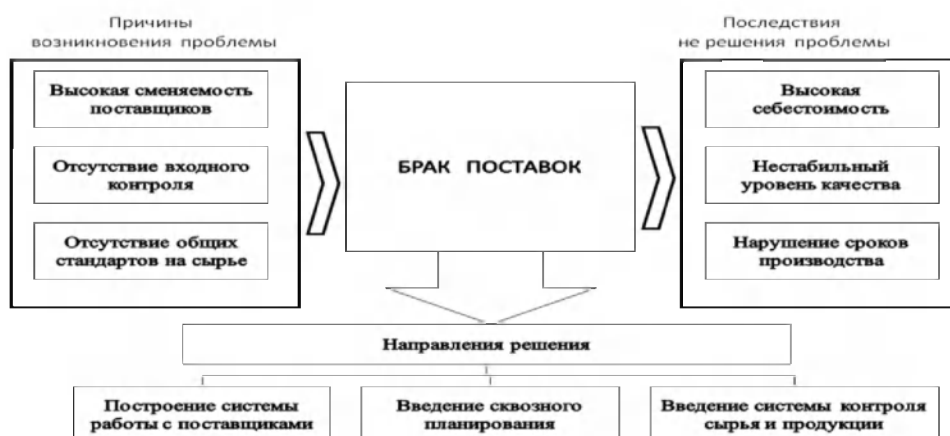 Причины
возникновения проблемы
Высокая сменяемость
поставщиков
Отсутствие входного
контроля
Отсутствие общих
стандартов на сырье
БРАК ПОСТАВОК
Последствия
не решения проблемы
Высокая
себестоимость
Нестабильный
уровень качества
Нарушение сроков
производства
Направления решения
Построение системы
работы с поставщиками
Введение сквозного
планирования
Введение системы контроля
сырья и продукции